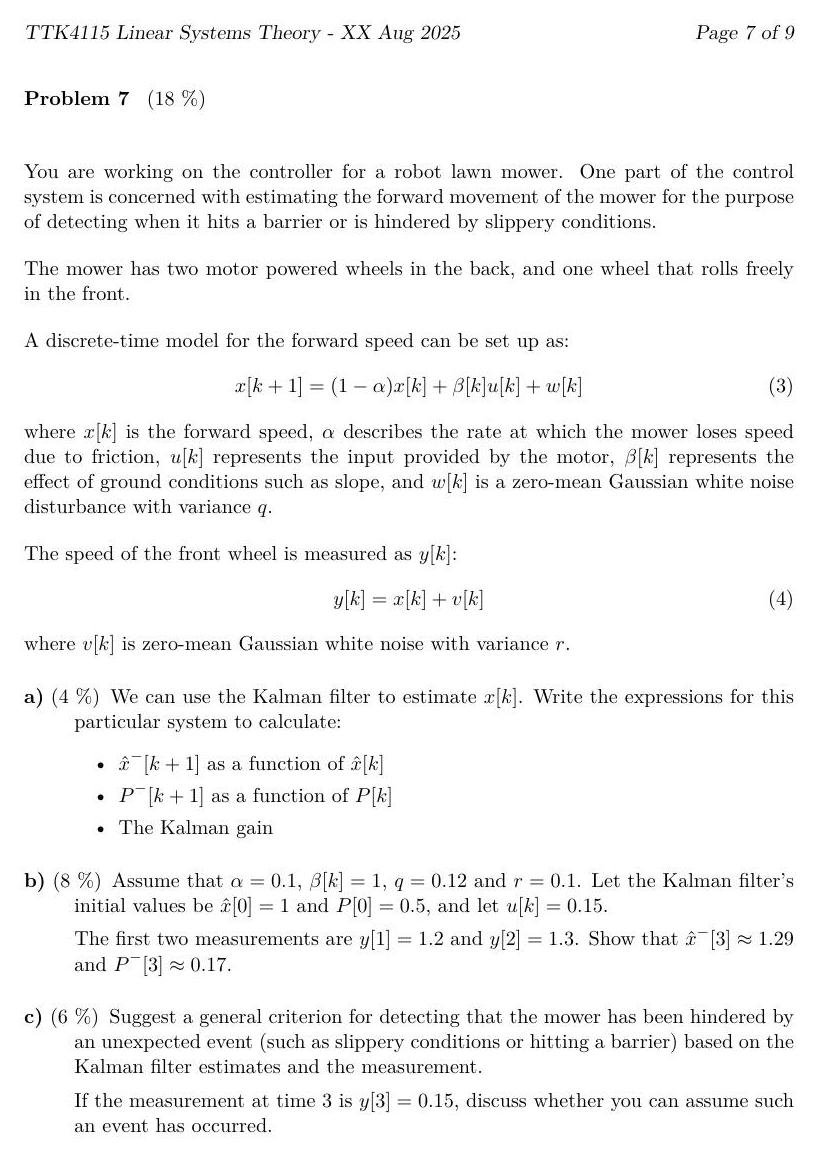 TTK4115 Linear Systems Theory - XX Aug 2025 Page 7 of 9
Problem 7 (18 %)
You are working on the controller for a robot lawn mower. One part of the control
system is concerned with estimating the forward movement of the mower for the purpose
of detecting when it hits a barrier or is hindered by slippery conditions.
The mower has two motor powered wheels in the back, and one wheel that rolls freely
in the front.
A discrete-time model for the forward speed can be set up as:
x[k + 1] = (1 − α)x[k] + β[k]u[k] + w[k] (3)
where x[k] is the forward speed, α describes the rate at which the mower loses speed
due to friction, u[k] represents the input provided by the motor, β[k] represents the
effect of ground conditions such as slope, and w[k] is a zero-mean Gaussian white noise
disturbance with variance q.
The speed of the front wheel is measured as y[k]:
y[k] = x[k] + v[k] (4)
where v[k] is zero-mean Gaussian white noise with variance r.
a) (4 %) We can use the Kalman filter to estimate x[k]. Write the expressions for this
particular system to calculate:
• x̂⁻[k + 1] as a function of x̂[k]
• P⁻[k + 1] as a function of P[k]
• The Kalman gain
b) (8 %) Assume that α = 0.1, β[k] = 1, q = 0.12 and r = 0.1. Let the Kalman filter's
initial values be x̂[0] = 1 and P[0] = 0.5, and let u[k] = 0.15.
The first two measurements are y[1] = 1.2 and y[2] = 1.3. Show that x̂⁻[3] ≈ 1.29
and P⁻[3] ≈ 0.17.
c) (6 %) Suggest a general criterion for detecting that the mower has been hindered by
an unexpected event (such as slippery conditions or hitting a barrier) based on the
Kalman filter estimates and the measurement.
If the measurement at time 3 is y[3] = 0.15, discuss whether you can assume such
an event has occurred.